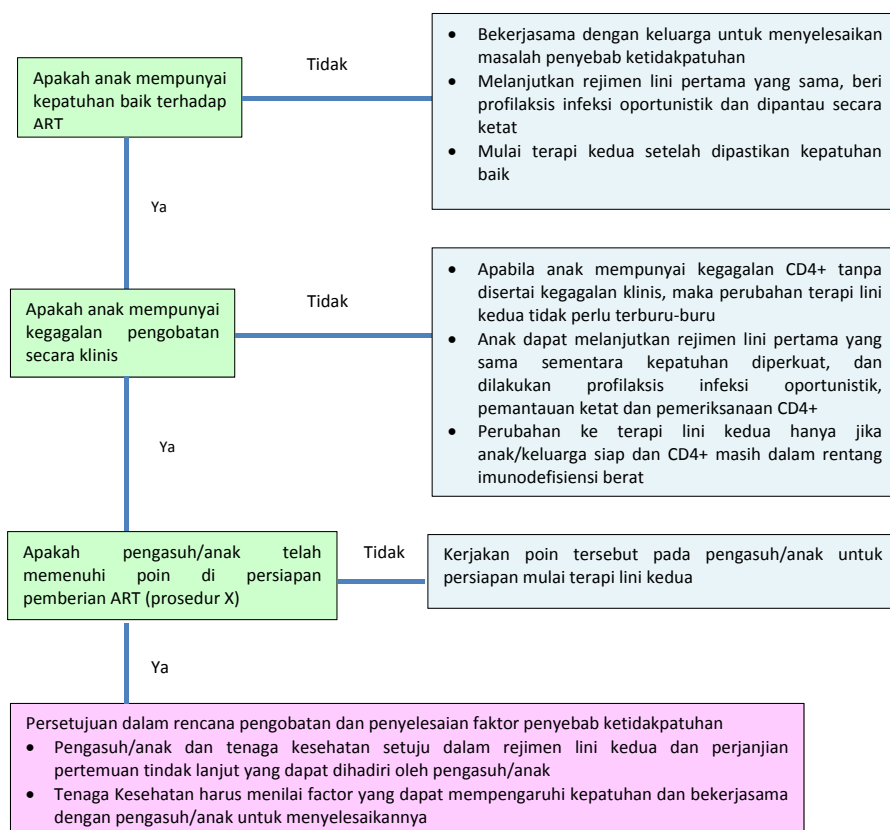 Apakah anak mempunyai
kepatuhan baik terhadap
ART
Tidak
• Bekerjasama dengan keluarga untuk menyelesaikan
masalah penyebab ketidakpatuhan
• Melanjutkan rejimen lini pertama yang sama, beri
profilaksis infeksi oportunistik dan dipantau secara
ketat
• Mulai terapi kedua setelah dipastikan kepatuhan
baik
Ya
Apakah anak mempunyai
kegagalan pengobatan
secara klinis
Tidak
• Apabila anak mempunyai kegagalan CD4+ tanpa
disertai kegagalan klinis, maka perubahan terapi lini
kedua tidak perlu terburu-buru
• Anak dapat melanjutkan rejimen lini pertama yang
sama sementara kepatuhan diperkuat, dan
dilakukan profilaksis infeksi oportunistik,
pemantauan ketat dan pemeriksaan CD4+
• Perubahan ke terapi lini kedua hanya jika
anak/keluarga siap dan CD4+ masih dalam rentang
imunodefisiensi berat
Ya
Apakah pengasuh/anak telah
memenuhi poin di persiapan
pemberian ART (prosedur X)
Tidak
Kerjakan poin tersebut pada pengasuh/anak untuk
persiapan mulai terapi lini kedua
Ya
Persetujuan dalam rencana pengobatan dan penyelesaian faktor penyebab ketidakpatuhan
• Pengasuh/anak dan tenaga kesehatan setuju dalam rejimen lini kedua dan perjanjian
pertemuan tindak lanjut yang dapat dihadiri oleh pengasuh/anak
• Tenaga Kesehatan harus menilai factor yang dapat mempengaruhi kepatuhan dan bekerjasama
dengan pengasuh/anak untuk menyelesaikannya